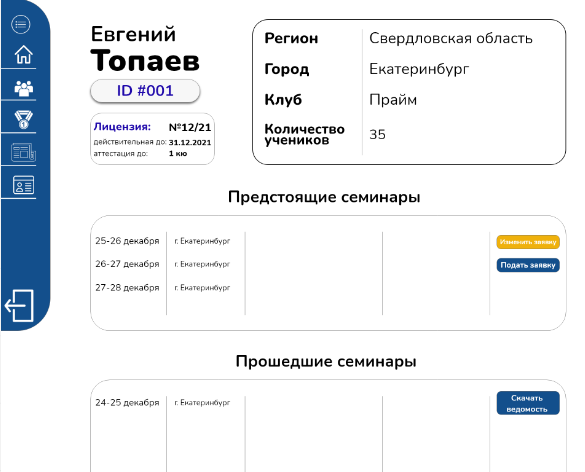 Евгений
Топаев
ID #001
Лицензия: №12/21
действительная до: 31.12.2021
аттестация до: 1 кю
Регион Свердловская область
Город Екатеринбург
Клуб Прайм
Количество
учеников 35
Предстоящие семинары
25-26 декабря г. Екатеринбург Изменить заявку
26-27 декабря г. Екатеринбург Подать заявку
27-28 декабря г. Екатеринбург
Прошедшие семинары
24-25 декабря г. Екатеринбург Скачать
ведомость